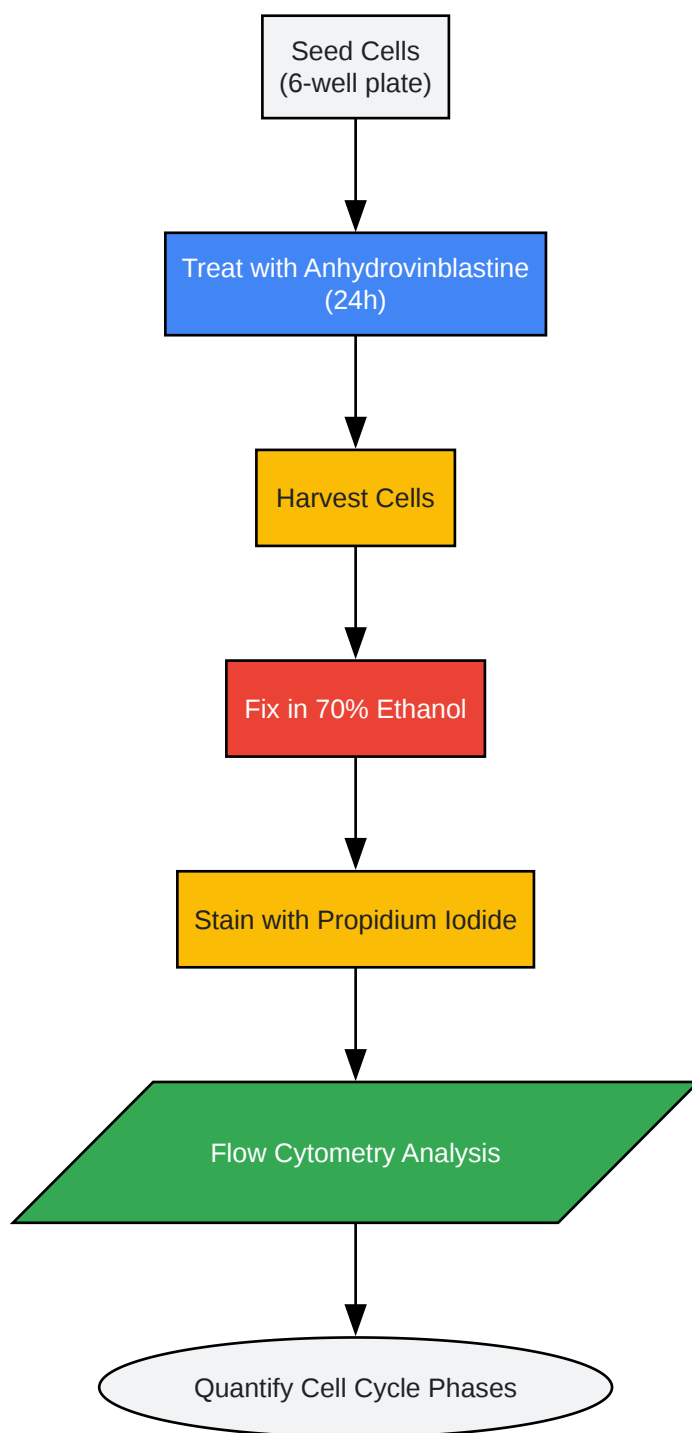 Seed Cells
(6-well plate)
Treat with Anhydrovinblastine
(24h)
Harvest Cells
Fix in 70% Ethanol
Stain with Propidium Iodide
Flow Cytometry Analysis
Quantify Cell Cycle Phases